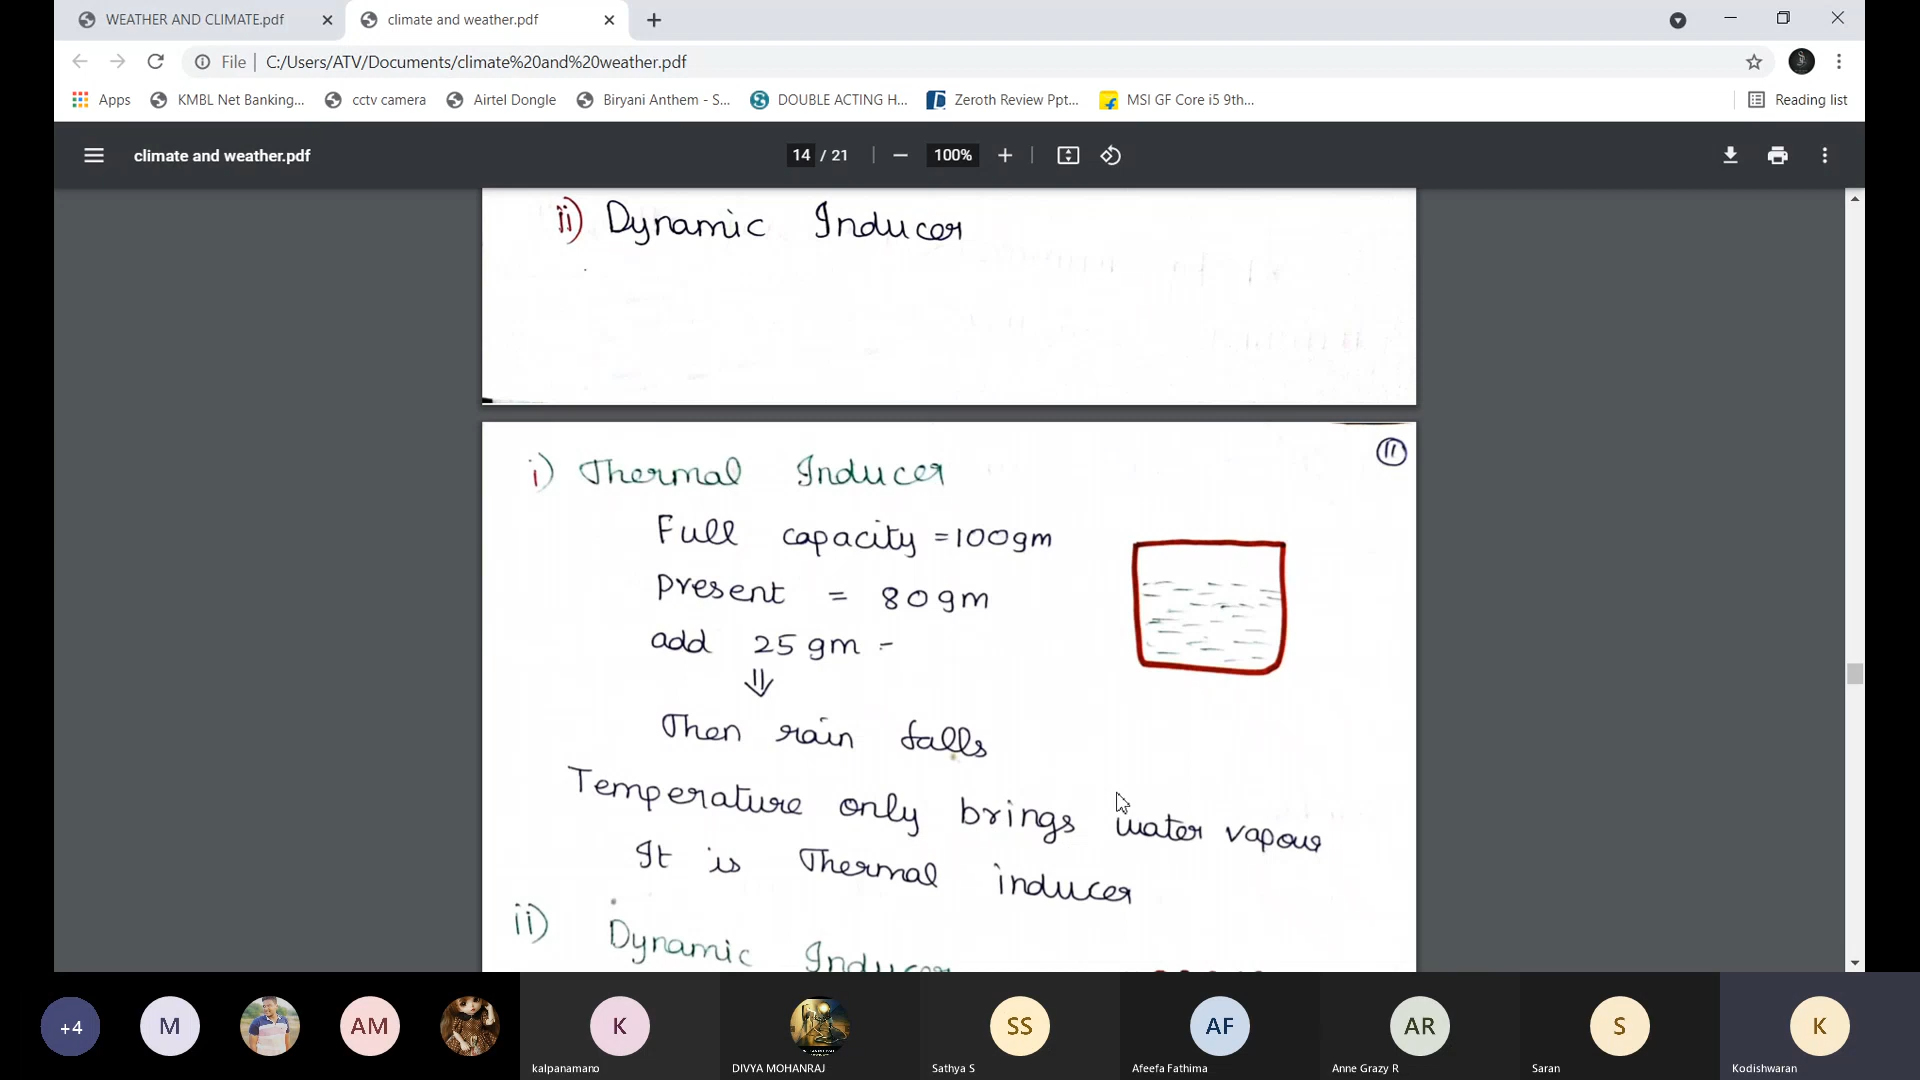 WEATHER AND CLIMATE.pdf
climate and weather.pdf
File
C:/Users/ATV/Documents/climate%20and%20weather.pdf
Apps
KMBL Net Banking...
cctv camera
Airtel Dongle
Biryani Anthem - S...
DOUBLE ACTING H...
Zeroth Review Ppt...
MSI GF Core i5 9th...
Reading list
climate and weather.pdf
14 / 21
100%
ii) Dynamic Inducer
11
i) Thermal Inducer
Full capacity = 100gm
Present = 80gm
add 25 gm =
⇓
Then rain falls
Temperature only brings water vapour
It is Thermal inducer
ii) Dynamic Inducer
+4
M
AM
K
SS
AF
AR
S
K
kalpanamano
DIVYA MOHANRAJ
Sathya S
Afeefa Fathima
Anne Grazy R
Saran
Kodishwaran